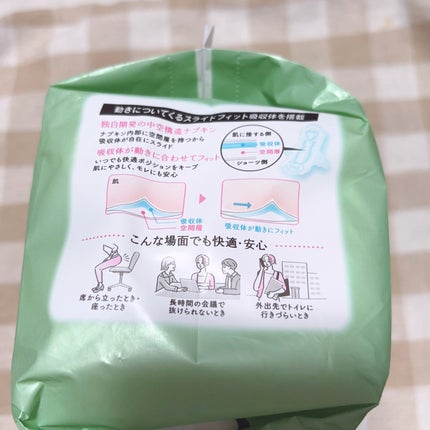 動きについてくるスライドフィット吸収体を搭載
独自開発の中空構造ナプキン
ナプキン内部に空間層を持つから
吸収体が自在にスライド
吸収体が動きに合わせてフィット
いつでも快適ポジションをキープ
肌にやさしく、モレにも安心
肌に接する側
吸収体
空間層
ショーツ側
肌
吸収体
空間層
吸収体が動きにフィット
こんな場面でも快適・安心
席から立ったとき・
座ったとき
長時間の会議で
抜けられないとき
外出先でトイレに
行きづらいとき